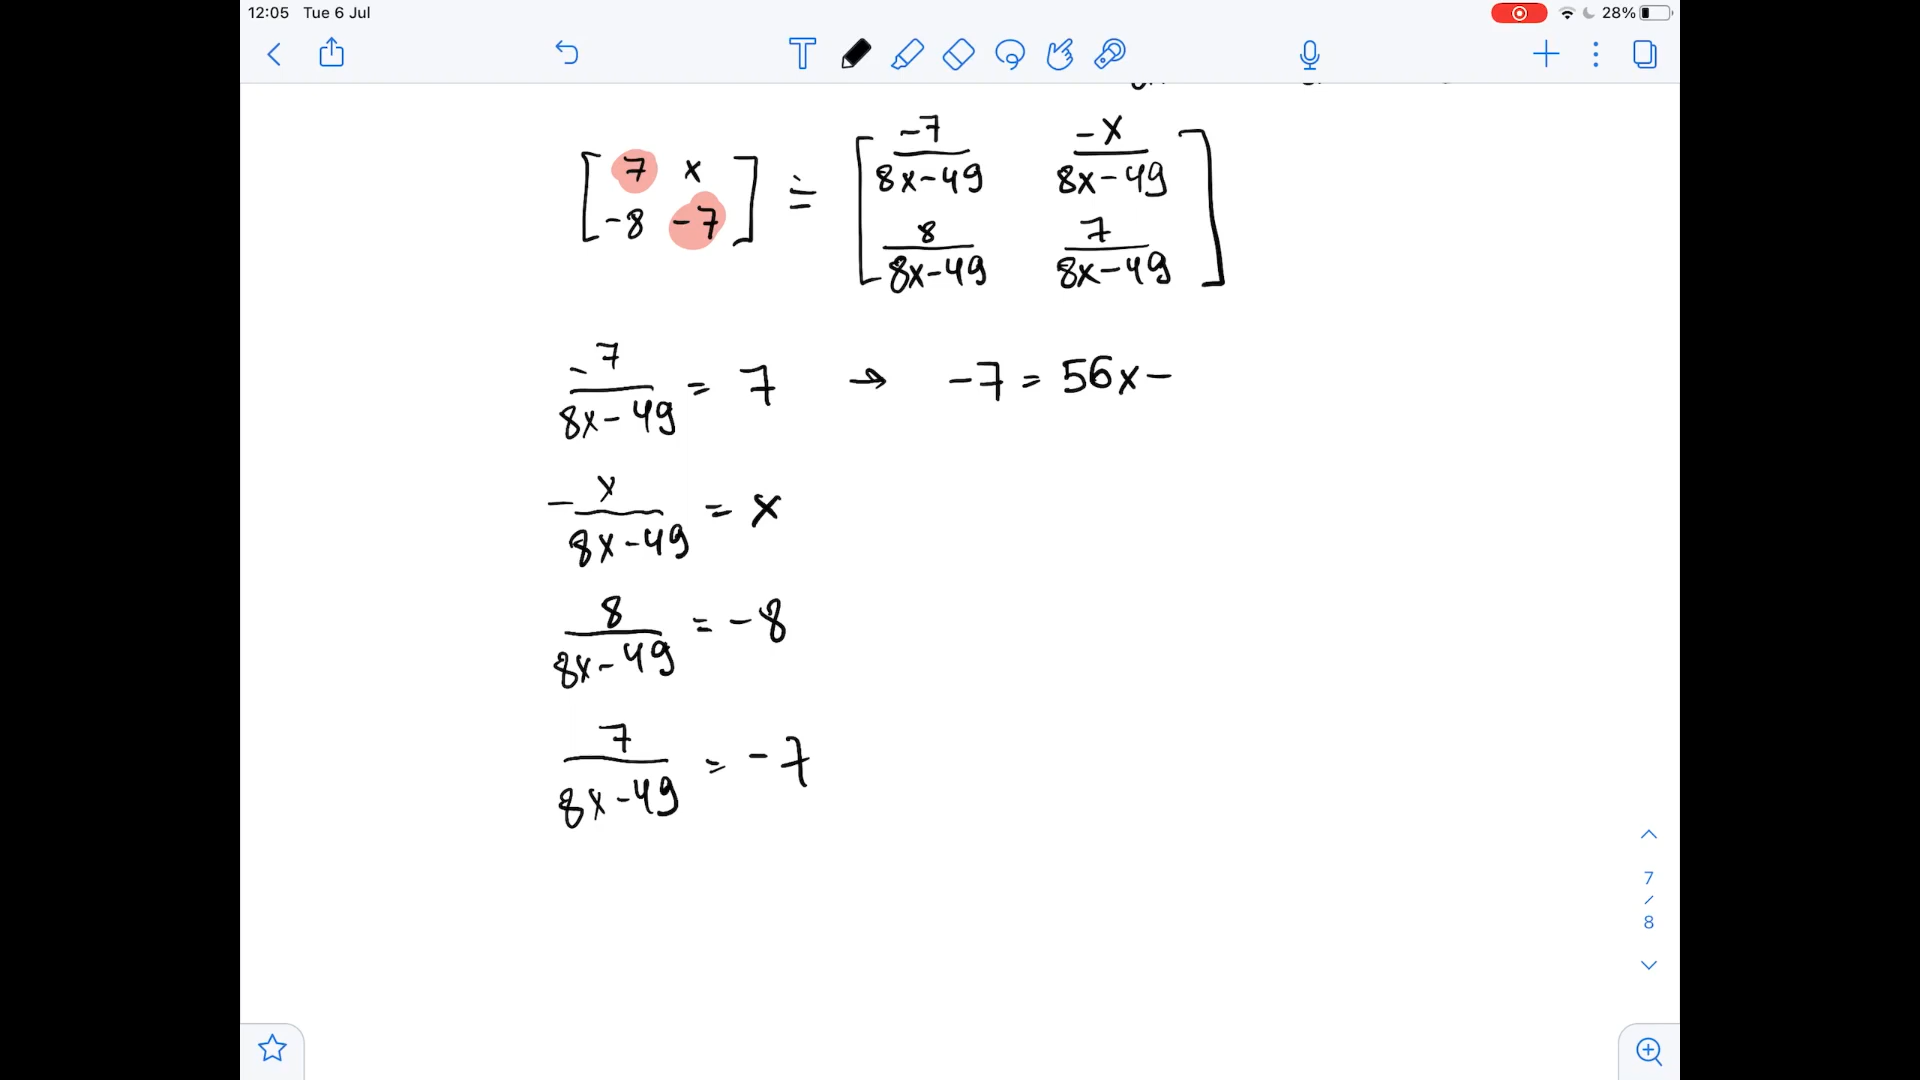 12:05 Tue 6 Jul 28%
T
[ 7 x ] = [ -7/(8x-49) -x/(8x-49) ]
[ -8 -7 ] [ 8/(8x-49) 7/(8x-49) ]
-7/(8x-49) = 7 → -7 = 56x -
-x/(8x-49) = x
8/(8x-49) = -8
7/(8x-49) = -7
7
/
8